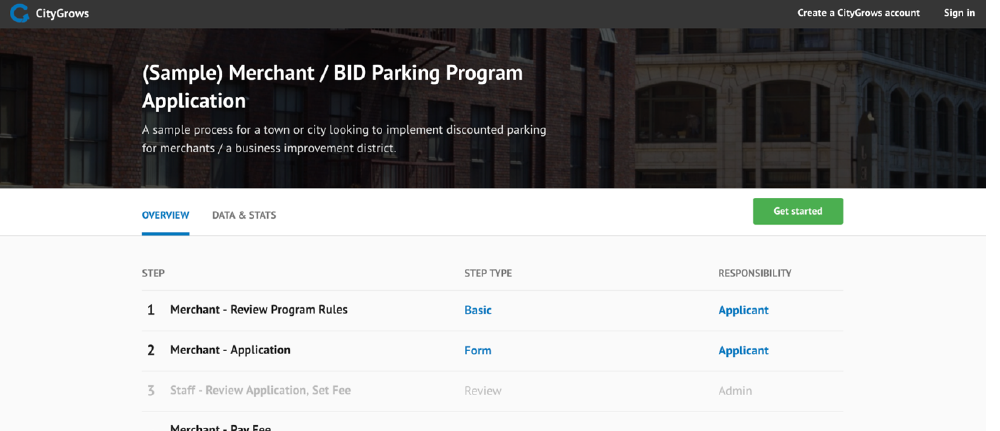 CityGrows
Create a CityGrows account
Sign in
(Sample) Merchant / BID Parking Program
Application
A sample process for a town or city looking to implement discounted parking
for merchants / a business improvement district.
OVERVIEW
DATA & STATS
Get started
STEP STEP TYPE RESPONSIBILITY
1 Merchant - Review Program Rules Basic Applicant
2 Merchant - Application Form Applicant
3 Staff - Review Application, Set Fee Review Admin
Merchant - Pay Fee